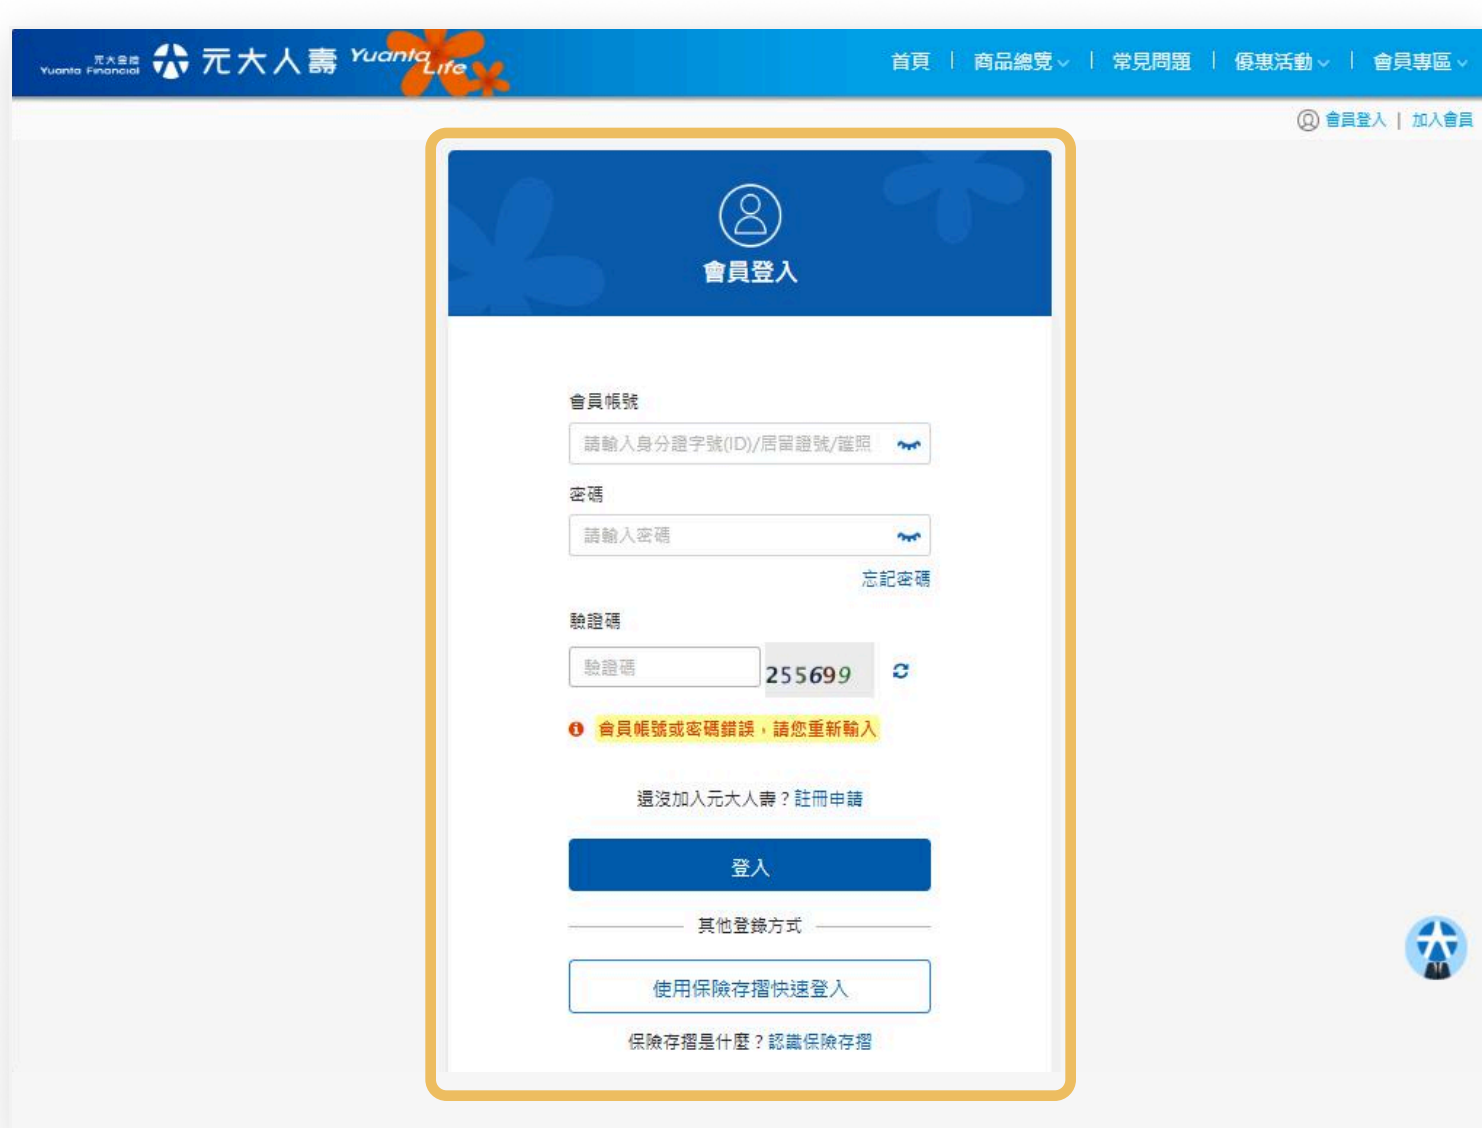 元大金控
Yuanta Financial
元大人壽 Yuanta Life
首頁 | 商品總覽 | 常見問題 | 優惠活動 | 會員專區
會員登入 | 加入會員
會員登入
會員帳號
請輸入身分證字號(ID)/居留證號/護照
密碼
請輸入密碼
忘記密碼
驗證碼
驗證碼 255699
會員帳號或密碼錯誤，請您重新輸入
還沒加入元大人壽？註冊申請
登入
其他登錄方式
使用保險存摺快速登入
保險存摺是什麼？認識保險存摺